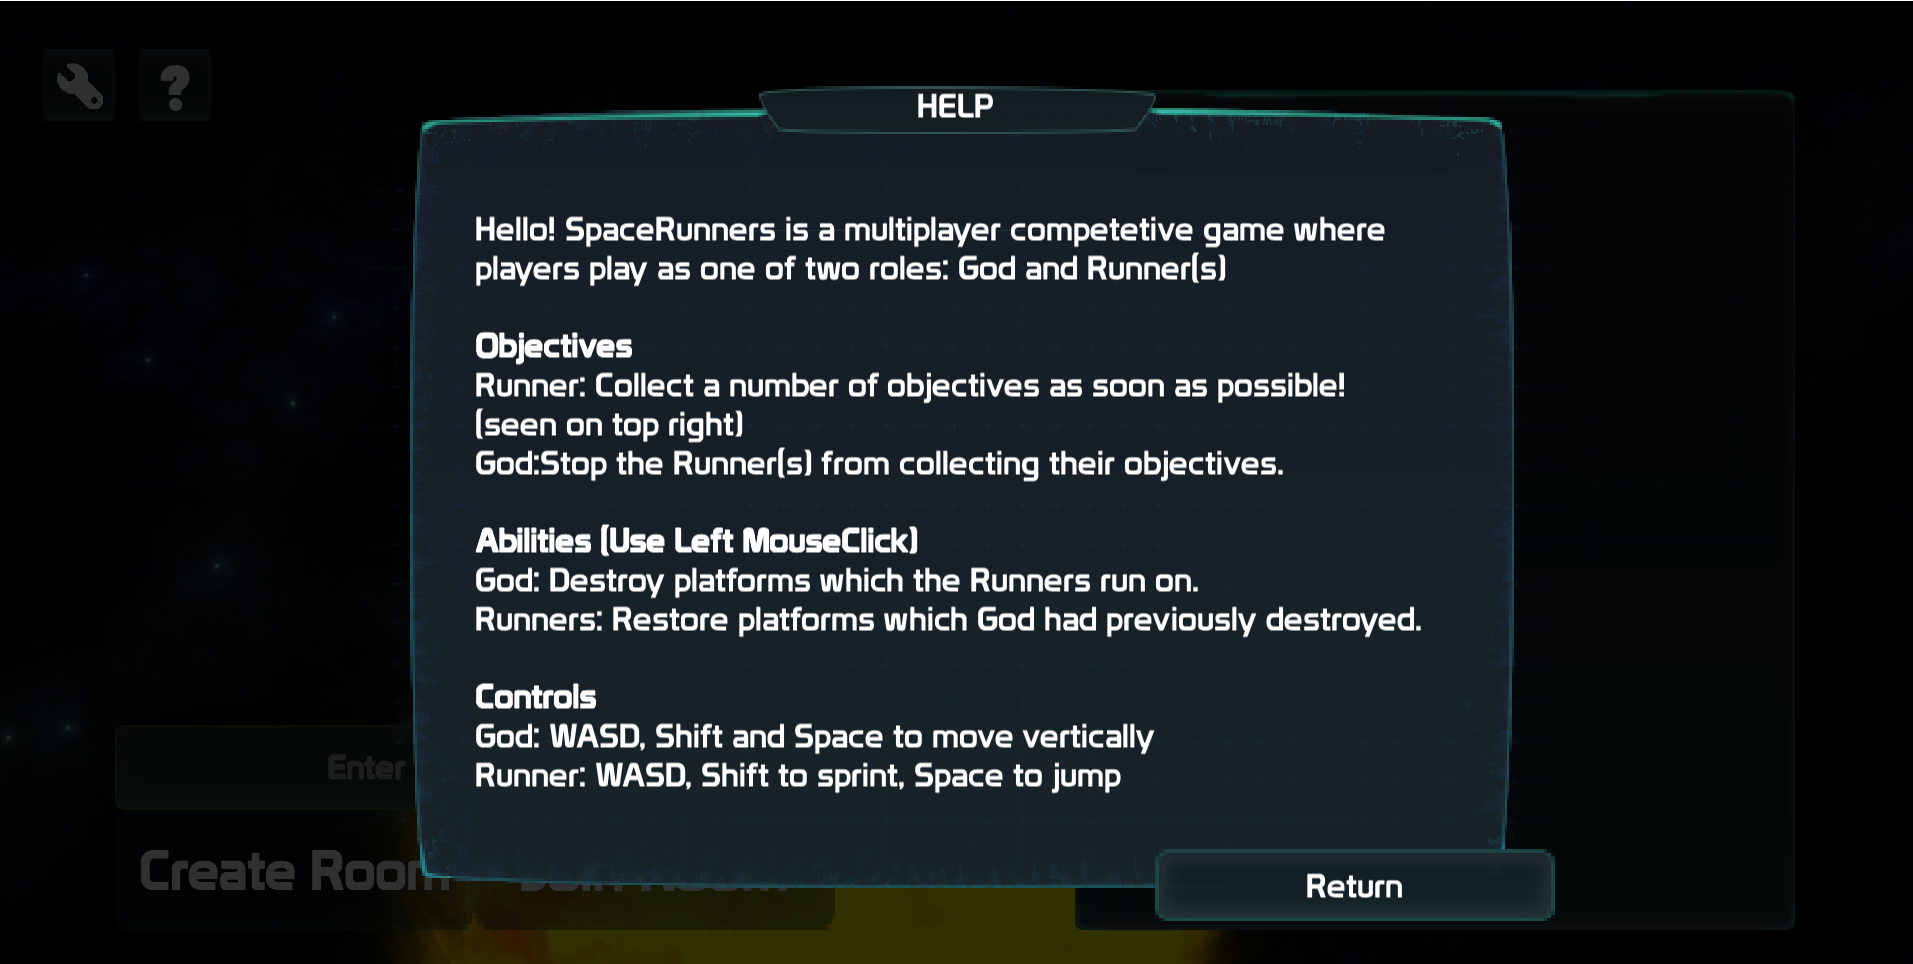 HELP
Hello! SpaceRunners is a multiplayer competetive game where
players play as one of two roles: God and Runner(s)
Objectives
Runner: Collect a number of objectives as soon as possible!
(seen on top right)
God:Stop the Runner(s) from collecting their objectives.
Abilities (Use Left MouseClick)
God: Destroy platforms which the Runners run on.
Runners: Restore platforms which God had previously destroyed.
Controls
God: WASD, Shift and Space to move vertically
Runner: WASD, Shift to sprint, Space to jump
Enter
Create Room
Return